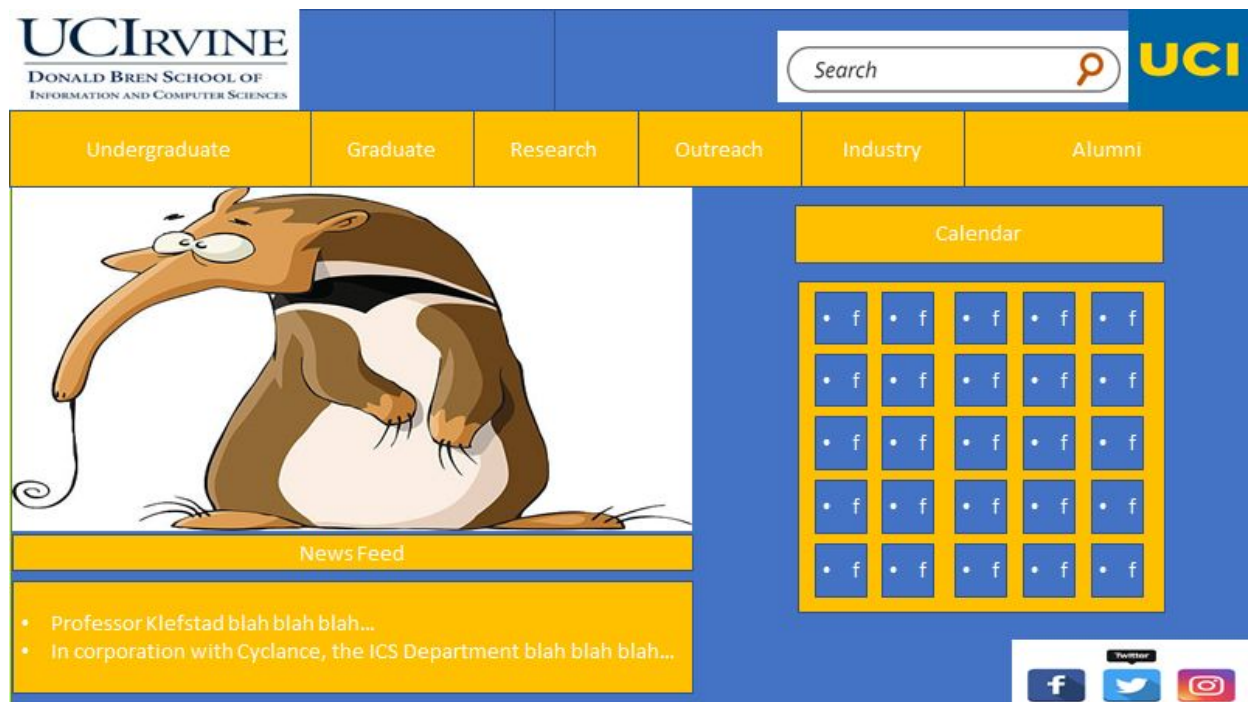 UCIRVINE
DONALD BREN SCHOOL OF
INFORMATION AND COMPUTER SCIENCES
Search
UCI
Undergraduate
Graduate
Research
Outreach
Industry
Alumni
Calendar
• f • f • f • f • f
• f • f • f • f • f
• f • f • f • f • f
• f • f • f • f • f
• f • f • f • f • f
News Feed
• Professor Klefstad blah blah blah...
• In corporation with Cyclance, the ICS Department blah blah blah...
Twitter
f